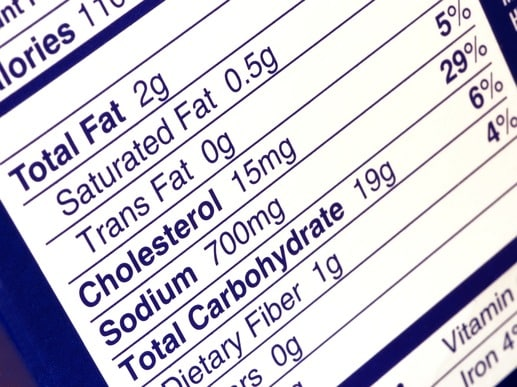 lories 11
Total Fat 2g
Saturated Fat 0.5g
Trans Fat 0g
Cholesterol 15mg 5%
Sodium 700mg 29%
Total Carbohydrate 19g 6%
Dietary Fiber 1g 4%
rs 0g
Vitamin
Iron 4%